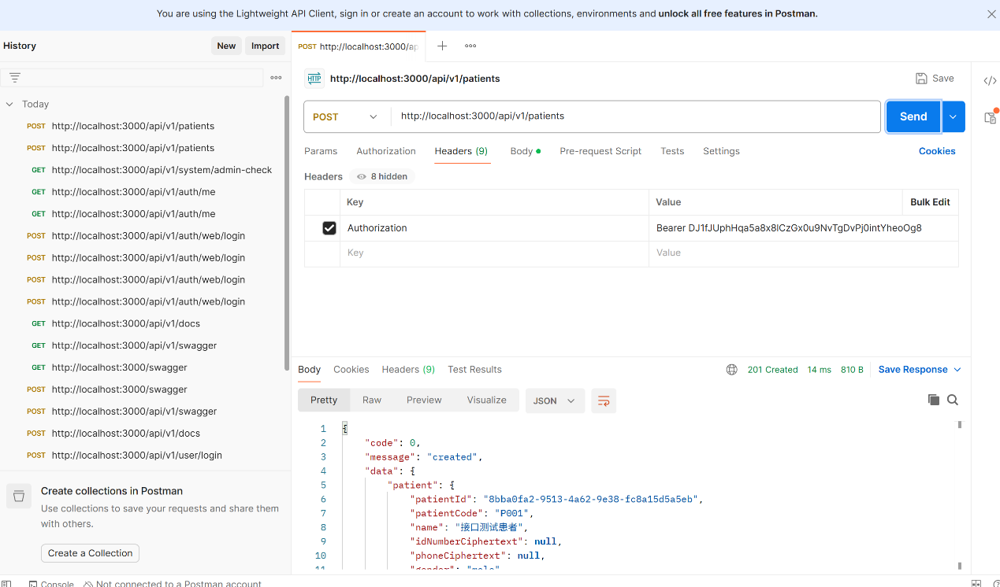 You are using the Lightweight API Client, sign in or create an account to work with collections, environments and unlock all free features in Postman.
History
New
Import
Today
POST http://localhost:3000/api/v1/patients
POST http://localhost:3000/api/v1/patients
GET http://localhost:3000/api/v1/system/admin-check
GET http://localhost:3000/api/v1/auth/me
GET http://localhost:3000/api/v1/auth/me
POST http://localhost:3000/api/v1/auth/web/login
POST http://localhost:3000/api/v1/auth/web/login
POST http://localhost:3000/api/v1/auth/web/login
POST http://localhost:3000/api/v1/auth/web/login
GET http://localhost:3000/api/v1/docs
GET http://localhost:3000/api/v1/swagger
GET http://localhost:3000/swagger
POST http://localhost:3000/swagger
POST http://localhost:3000/api/v1/swagger
POST http://localhost:3000/api/v1/docs
POST http://localhost:3000/api/v1/user/login
Create collections in Postman
Use collections to save your requests and share them
with others.
Create a Collection
POST http://localhost:3000/ap
HTTP http://localhost:3000/api/v1/patients
Save
POST http://localhost:3000/api/v1/patients
Send
Params Authorization Headers (9) Body Pre-request Script Tests Settings Cookies
Headers 8 hidden
Key Value Bulk Edit
Authorization Bearer DJ1fJUphHqa5a8x8lCzGx0u9NvTgDvPj0intYheoOg8
Key Value
Body Cookies Headers (9) Test Results 201 Created 14 ms 810 B Save Response
Pretty Raw Preview Visualize JSON
1 {
2 "code": 0,
3 "message": "created",
4 "data": {
5 "patient": {
6 "patientId": "8bba0fa2-9513-4a62-9e38-fc8a15d5a5eb",
7 "patientCode": "P001",
8 "name": "接口测试患者",
9 "idNumberCiphertext": null,
10 "phoneCiphertext": null,
11 "gender": "male"
Console Not connected to a Postman account